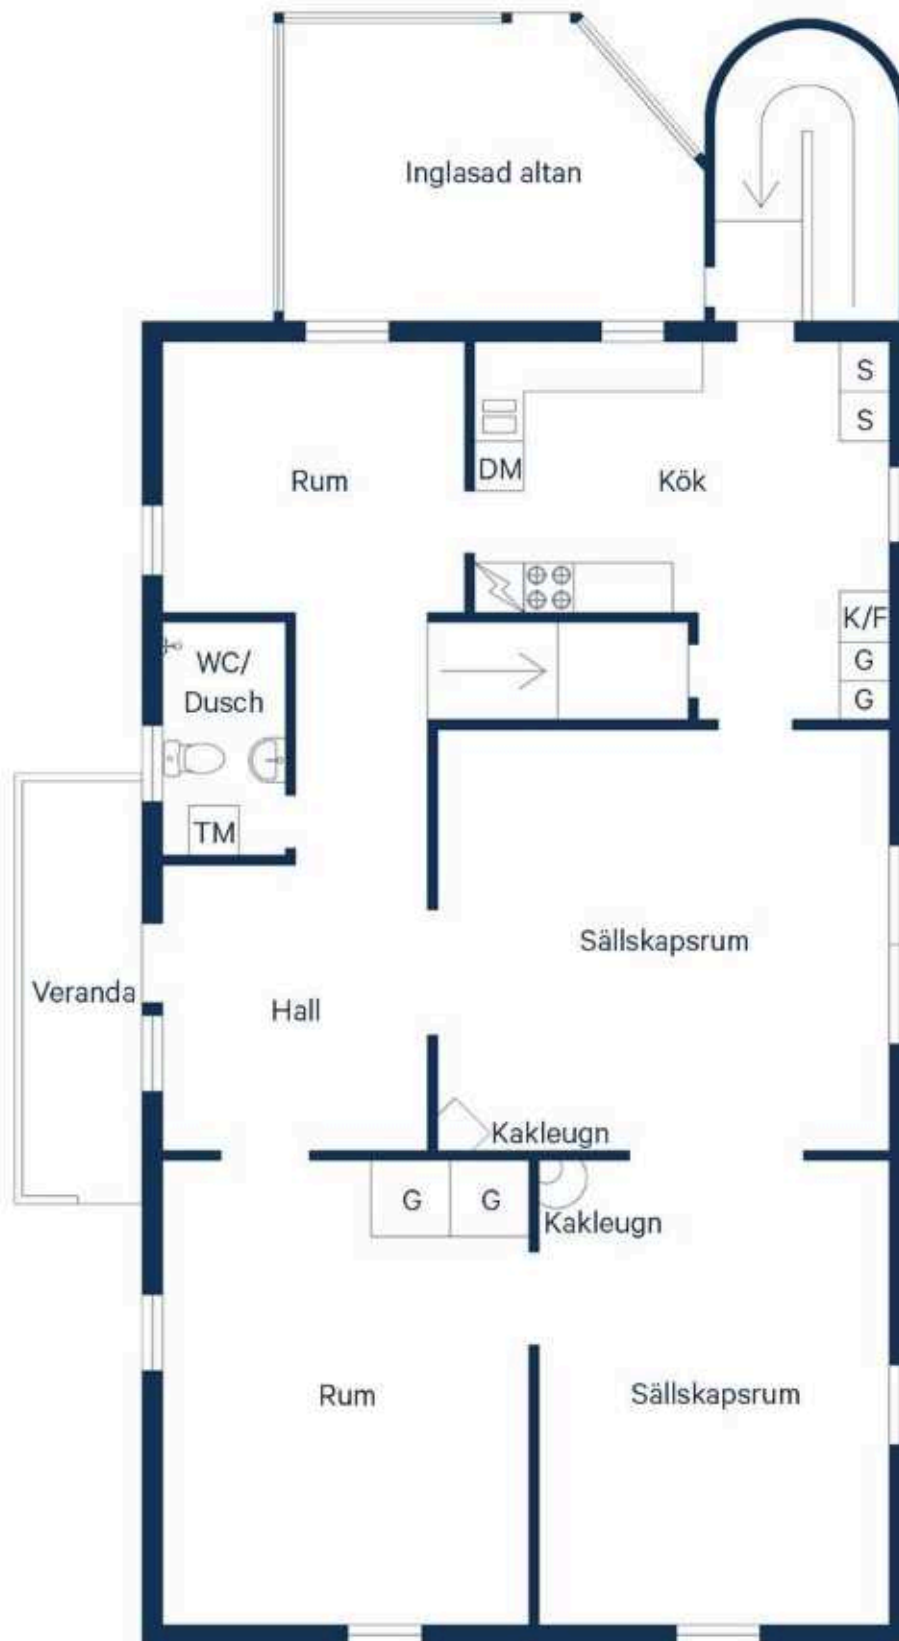 Inglasad altan
S
S
Rum
DM
Kök
K/F
G
G
WC/
Dusch
TM
Sällskapsrum
Veranda
Hall
Kakleugn
G
G
Kakleugn
Rum
Sällskapsrum